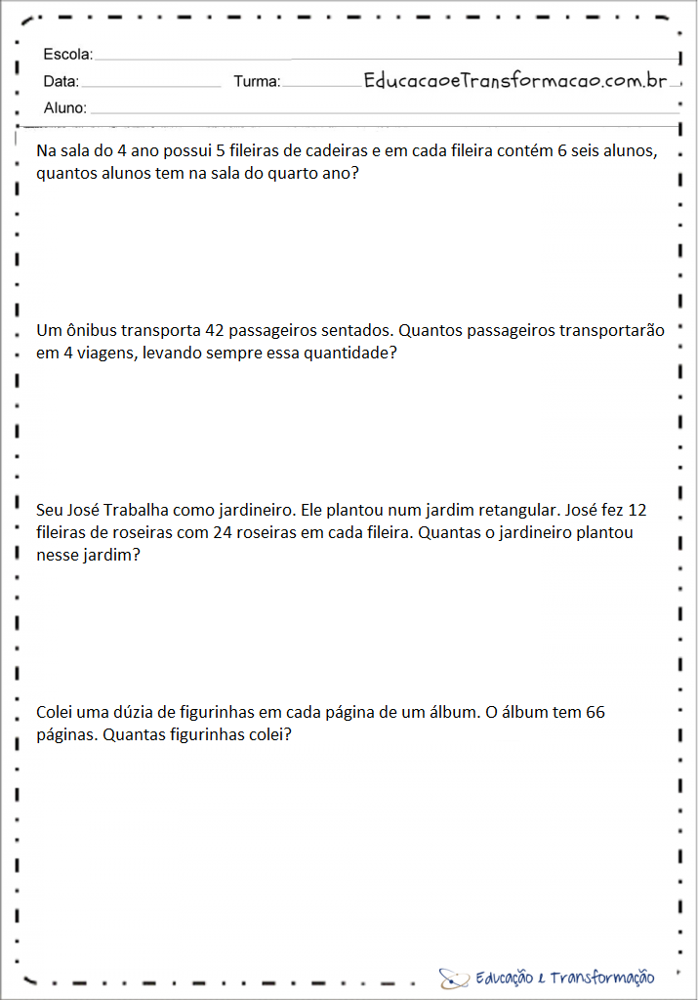 Escola:
Data: Turma: EducacaoeTransformacao.com.br
Aluno:
Na sala do 4 ano possui 5 fileiras de cadeiras e em cada fileira contém 6 seis alunos,
quantos alunos tem na sala do quarto ano?
Um ônibus transporta 42 passageiros sentados. Quantos passageiros transportarão
em 4 viagens, levando sempre essa quantidade?
Seu José Trabalha como jardineiro. Ele plantou num jardim retangular. José fez 12
fileiras de roseiras com 24 roseiras em cada fileira. Quantas o jardineiro plantou
nesse jardim?
Colei uma dúzia de figurinhas em cada página de um álbum. O álbum tem 66
páginas. Quantas figurinhas colei?
Educação e Transformação